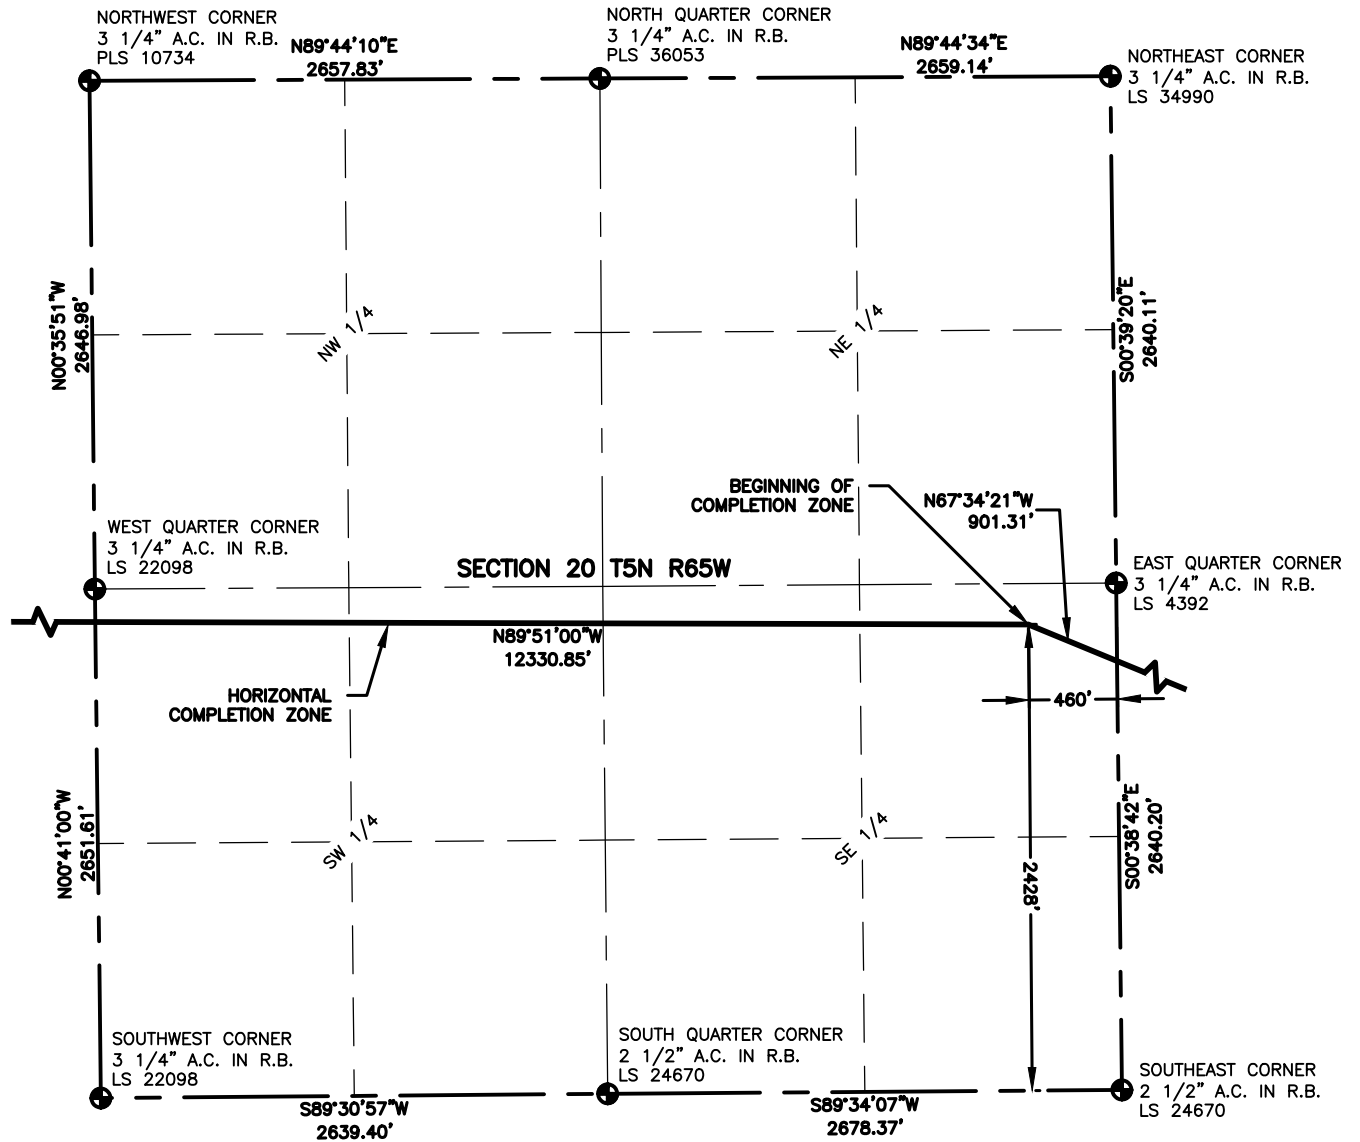 NORTHWEST CORNER
3 1/4" A.C. IN R.B.
PLS 10734
N89°44'10"E
2657.83'
NORTH QUARTER CORNER
3 1/4" A.C. IN R.B.
PLS 36053
N89°44'34"E
2659.14'
NORTHEAST CORNER
3 1/4" A.C. IN R.B.
LS 34990
N00°35'51"W
2646.98'
NW 1/4
NE 1/4
S00°39'20"E
2640.11'
BEGINNING OF
COMPLETION ZONE
N67°34'21"W
901.31'
WEST QUARTER CORNER
3 1/4" A.C. IN R.B.
LS 22098
SECTION 20 T5N R65W
EAST QUARTER CORNER
3 1/4" A.C. IN R.B.
LS 4392
N89°51'00"W
12330.85'
HORIZONTAL
COMPLETION ZONE
460'
N00°41'00"W
2651.61'
SW 1/4
SE 1/4
2428'
S00°38'42"E
2640.20'
SOUTHWEST CORNER
3 1/4" A.C. IN R.B.
LS 22098
S89°30'57"W
2639.40'
SOUTH QUARTER CORNER
2 1/2" A.C. IN R.B.
LS 24670
S89°34'07"W
2678.37'
SOUTHEAST CORNER
2 1/2" A.C. IN R.B.
LS 24670